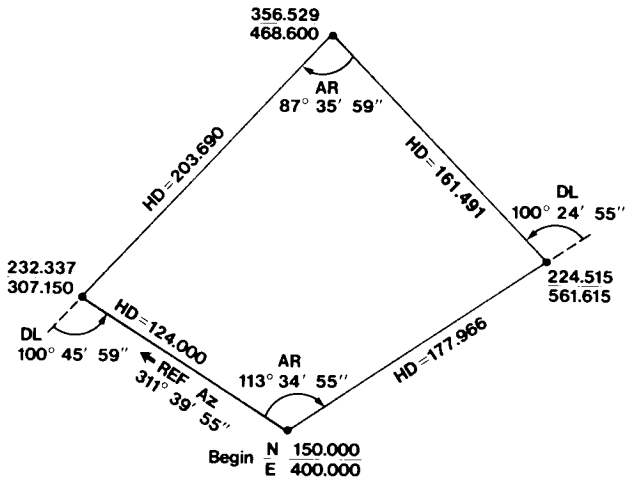 356.529
468.600
AR
87° 35′ 59″
HD=203.690
HD=161.491
DL
100° 24′ 55″
232.337
307.150
224.515
561.615
HD=124.000
DL
100° 45′ 59″
REF Az
311° 39′ 55″
AR
113° 34′ 55″
HD=177.966
Begin N 150.000
E 400.000